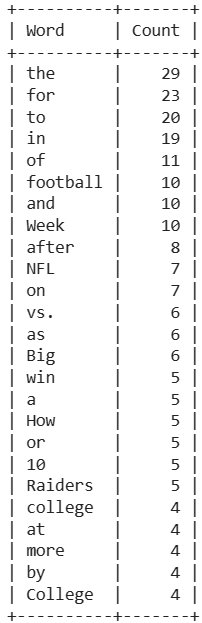 +----------+-------+
| Word     | Count |
+----------+-------+
| the      |    29 |
| for      |    23 |
| to       |    20 |
| in       |    19 |
| of       |    11 |
| football |    10 |
| and      |    10 |
| Week     |    10 |
| after    |     8 |
| NFL      |     7 |
| on       |     7 |
| vs.      |     6 |
| as       |     6 |
| Big      |     6 |
| win      |     5 |
| a        |     5 |
| How      |     5 |
| or       |     5 |
| 10       |     5 |
| Raiders  |     5 |
| college  |     4 |
| at       |     4 |
| more     |     4 |
| by       |     4 |
| College  |     4 |
+----------+-------+